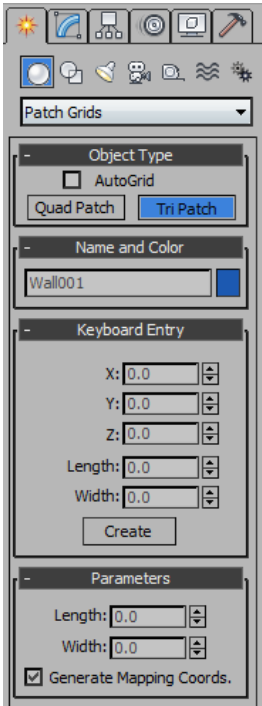 Patch Grids
- Object Type
AutoGrid
Quad Patch Tri Patch
- Name and Color
Wall001
- Keyboard Entry
X: 0.0
Y: 0.0
Z: 0.0
Length: 0.0
Width: 0.0
Create
- Parameters
Length: 0.0
Width: 0.0
Generate Mapping Coords.